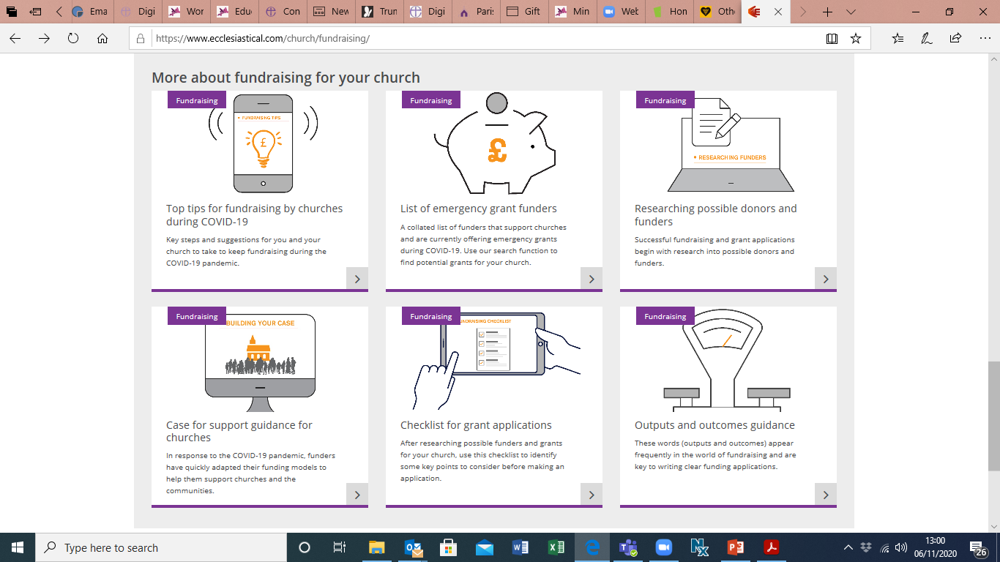 Ema
Digi
Wor
Edu
Con
New
Trun
Digi
Paris
Gift
Min
Web
Hon
Oth
https://www.ecclesiastical.com/church/fundraising/
More about fundraising for your church
Fundraising
FUNDRAISING TIPS
£
Top tips for fundraising by churches
during COVID-19
Key steps and suggestions for you and your
church to take to keep fundraising during the
COVID-19 pandemic.
Fundraising
£
List of emergency grant funders
A collated list of funders that support churches
and are currently offering emergency grants
during COVID-19. Use our search function to
find potential grants for your church.
Fundraising
RESEARCHING FUNDERS
Researching possible donors and
funders
Successful fundraising and grant applications
begin with research into possible donors and
funders.
Fundraising
BUILDING YOUR CASE
Case for support guidance for
churches
In response to the COVID-19 pandemic, funders
have quickly adapted their funding models to
help them support churches and the
communities.
Fundraising
NDRAISING CHECKLIST
Checklist for grant applications
After researching possible funders and grants
for your church, use this checklist to identify
some key points to consider before making an
application.
Fundraising
Outputs and outcomes guidance
These words (outputs and outcomes) appear
frequently in the world of fundraising and are
key to writing clear funding applications.
Type here to search
13:00
06/11/2020
26